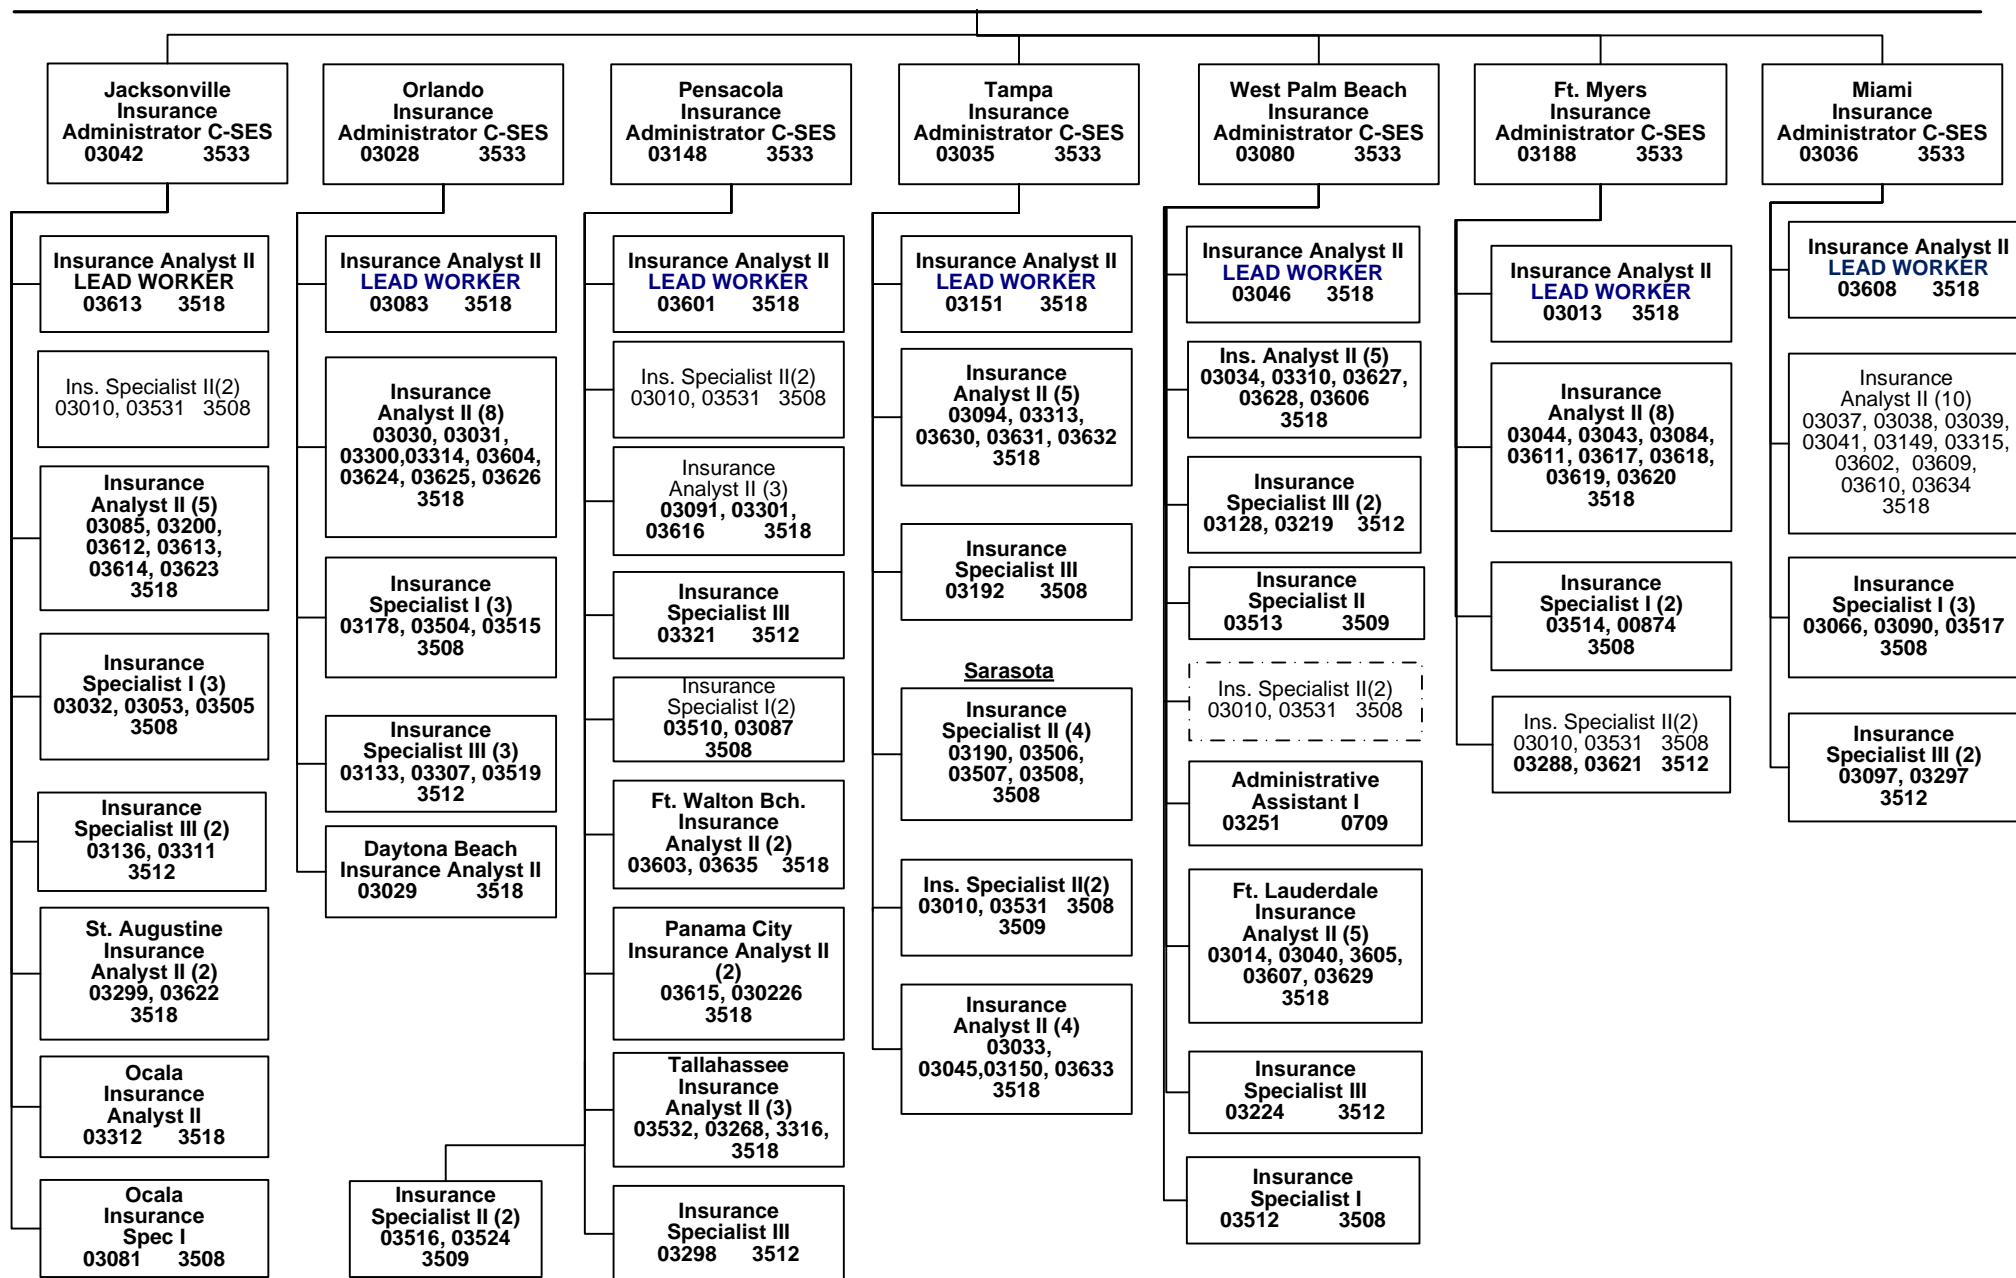 Jacksonville
Insurance
Administrator C-SES
03042 3533
Insurance Analyst II
LEAD WORKER
03613 3518
Ins. Specialist II(2)
03010, 03531 3508
Insurance
Analyst II (5)
03085, 03200,
03612, 03613,
03614, 03623
3518
Insurance
Specialist I (3)
03032, 03053, 03505
3508
Insurance
Specialist III (2)
03136, 03311
3512
St. Augustine
Insurance
Analyst II (2)
03299, 03622
3518
Ocala
Insurance
Analyst II
03312 3518
Ocala
Insurance
Spec I
03081 3508
Orlando
Insurance
Administrator C-SES
03028 3533
Insurance Analyst II
LEAD WORKER
03083 3518
Insurance
Analyst II (8)
03030, 03031,
03300,03314, 03604,
03624, 03625, 03626
3518
Insurance
Specialist I (3)
03178, 03504, 03515
3508
Insurance
Specialist III (3)
03133, 03307, 03519
3512
Daytona Beach
Insurance Analyst II
03029 3518
Pensacola
Insurance
Administrator C-SES
03148 3533
Insurance Analyst II
LEAD WORKER
03601 3518
Ins. Specialist II(2)
03010, 03531 3508
Insurance
Analyst II (3)
03091, 03301,
03616 3518
Insurance
Specialist III
03321 3512
Insurance
Specialist I(2)
03510, 03087
3508
Ft. Walton Bch.
Insurance
Analyst II (2)
03603, 03635 3518
Panama City
Insurance Analyst II
(2)
03615, 030226
3518
Tallahassee
Insurance
Analyst II (3)
03532, 03268, 3316,
3518
Insurance
Specialist II (2)
03516, 03524
3509
Insurance
Specialist III
03298 3512
Tampa
Insurance
Administrator C-SES
03035 3533
Insurance Analyst II
LEAD WORKER
03151 3518
Insurance
Analyst II (5)
03094, 03313,
03630, 03631, 03632
3518
Insurance
Specialist III
03192 3508
Sarasota
Insurance
Specialist II (4)
03190, 03506,
03507, 03508,
3508
Ins. Specialist II(2)
03010, 03531 3508
3509
Insurance
Analyst II (4)
03033,
03045,03150, 03633
3518
West Palm Beach
Insurance
Administrator C-SES
03080 3533
Insurance Analyst II
LEAD WORKER
03046 3518
Ins. Analyst II (5)
03034, 03310, 03627,
03628, 03606
3518
Insurance
Specialist III (2)
03128, 03219 3512
Insurance
Specialist II
03513 3509
Ins. Specialist II(2)
03010, 03531 3508
Administrative
Assistant I
03251 0709
Ft. Lauderdale
Insurance
Analyst II (5)
03014, 03040, 3605,
03607, 03629
3518
Insurance
Specialist III
03224 3512
Insurance
Specialist I
03512 3508
Ft. Myers
Insurance
Administrator C-SES
03188 3533
Insurance Analyst II
LEAD WORKER
03013 3518
Insurance
Analyst II (8)
03044, 03043, 03084,
03611, 03617, 03618,
03619, 03620
3518
Insurance
Specialist I (2)
03514, 00874
3508
Ins. Specialist II(2)
03010, 03531 3508
03288, 03621 3512
Miami
Insurance
Administrator C-SES
03036 3533
Insurance Analyst II
LEAD WORKER
03608 3518
Insurance
Analyst II (10)
03037, 03038, 03039,
03041, 03149, 03315,
03602, 03609,
03610, 03634
3518
Insurance
Specialist I (3)
03066, 03090, 03517
3508
Insurance
Specialist III (2)
03097, 03297
3512